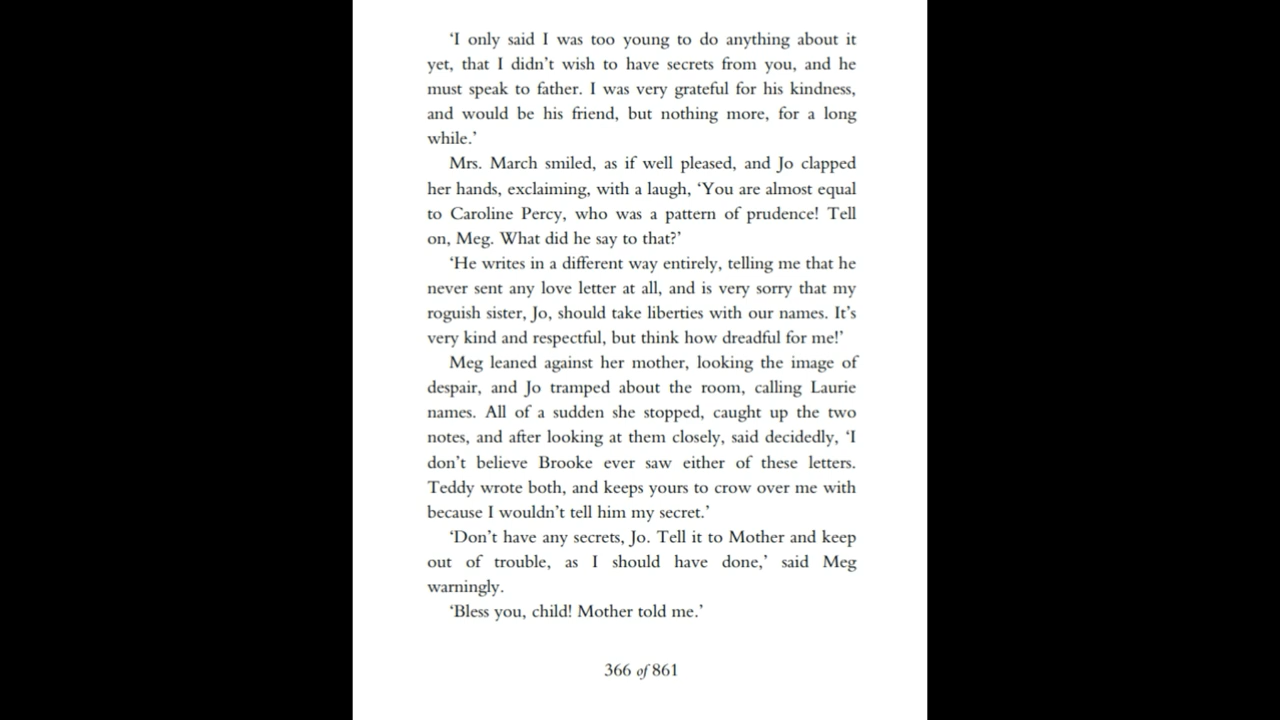 ‘I only said I was too young to do anything about it
yet, that I didn’t wish to have secrets from you, and he
must speak to father. I was very grateful for his kindness,
and would be his friend, but nothing more, for a long
while.’
Mrs. March smiled, as if well pleased, and Jo clapped
her hands, exclaiming, with a laugh, ‘You are almost equal
to Caroline Percy, who was a pattern of prudence! Tell
on, Meg. What did he say to that?’
‘He writes in a different way entirely, telling me that he
never sent any love letter at all, and is very sorry that my
roguish sister, Jo, should take liberties with our names. It’s
very kind and respectful, but think how dreadful for me!’
Meg leaned against her mother, looking the image of
despair, and Jo tramped about the room, calling Laurie
names. All of a sudden she stopped, caught up the two
notes, and after looking at them closely, said decidedly, ‘I
don’t believe Brooke ever saw either of these letters.
Teddy wrote both, and keeps yours to crow over me with
because I wouldn’t tell him my secret.’
‘Don’t have any secrets, Jo. Tell it to Mother and keep
out of trouble, as I should have done,’ said Meg
warningly.
‘Bless you, child! Mother told me.’
366 of 861